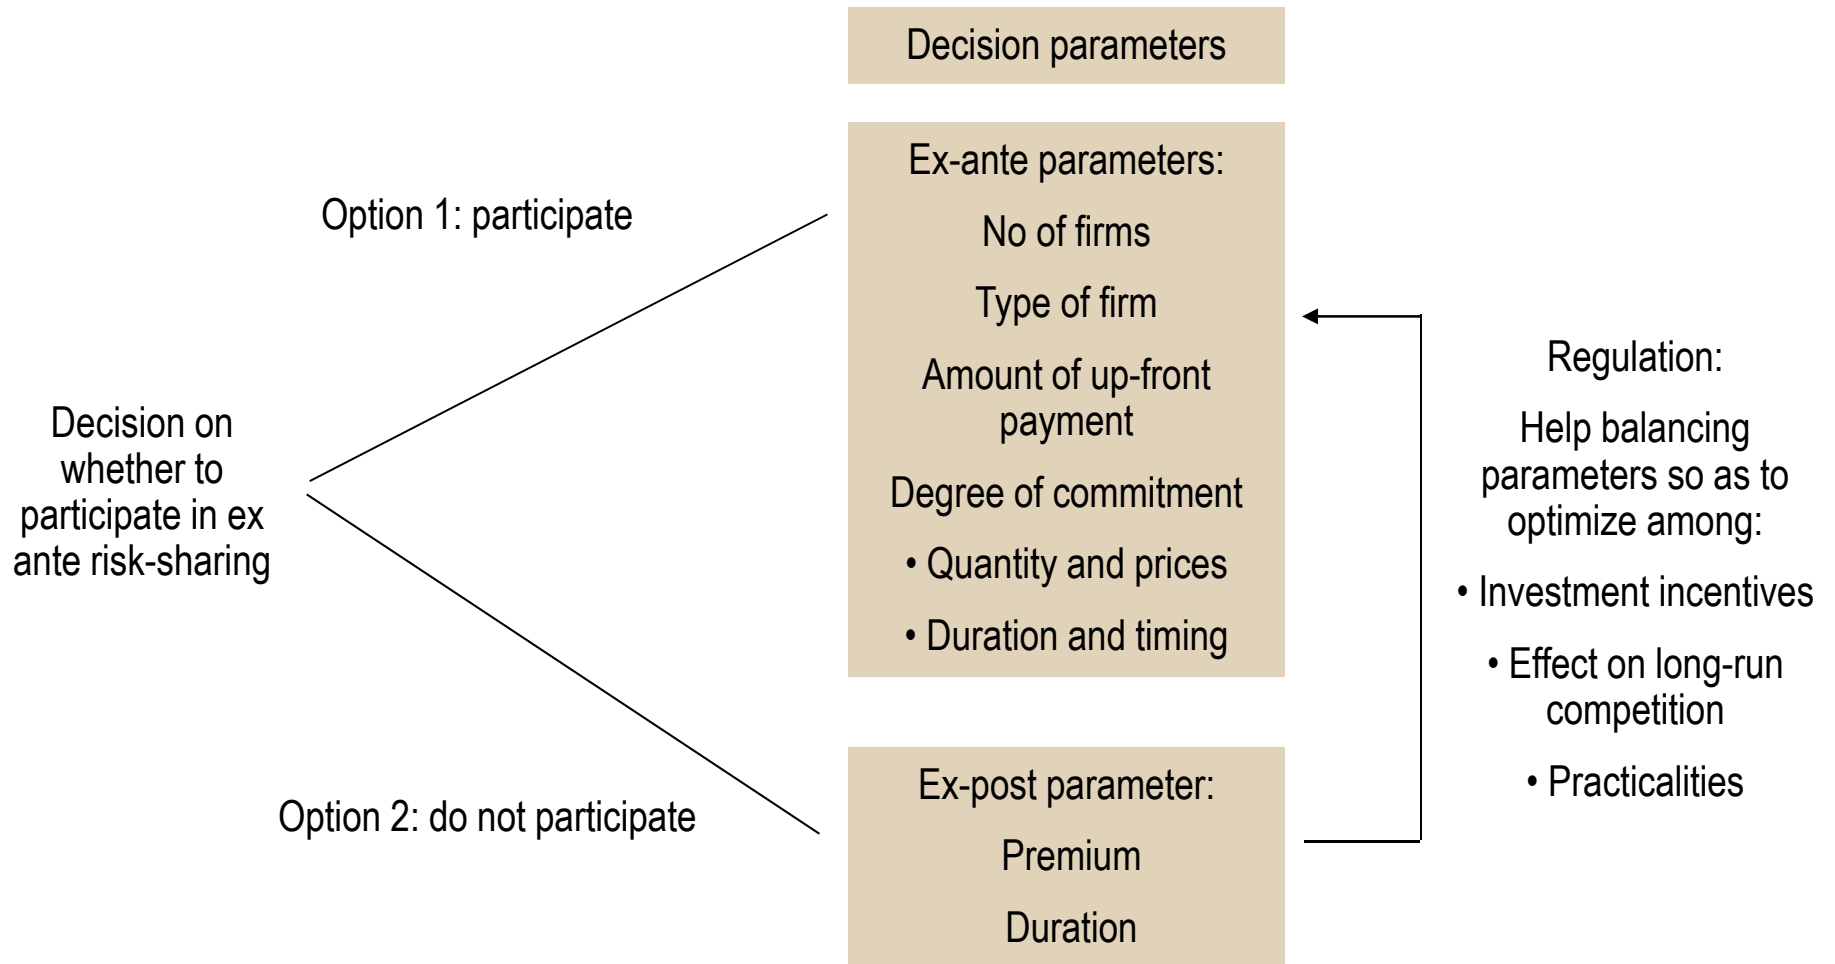 Decision parameters
Option 1: participate
Decision on
whether to
participate in ex
ante risk-sharing
Option 2: do not participate
Ex-ante parameters:
No of firms
Type of firm
Amount of up-front
payment
Degree of commitment
• Quantity and prices
• Duration and timing
Ex-post parameter:
Premium
Duration
Regulation:
Help balancing
parameters so as to
optimize among:
• Investment incentives
• Effect on long-run
competition
• Practicalities